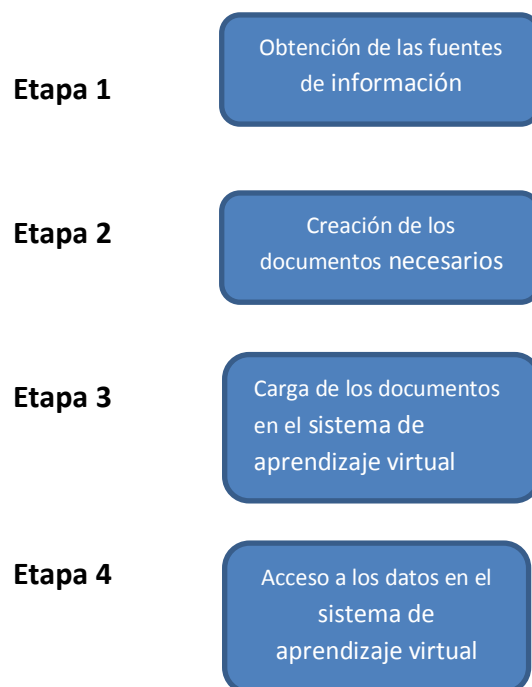 Etapa 1
Obtención de las fuentes
de información
Etapa 2
Creación de los
documentos necesarios
Etapa 3
Carga de los documentos
en el sistema de
aprendizaje virtual
Etapa 4
Acceso a los datos en el
sistema de
aprendizaje virtual